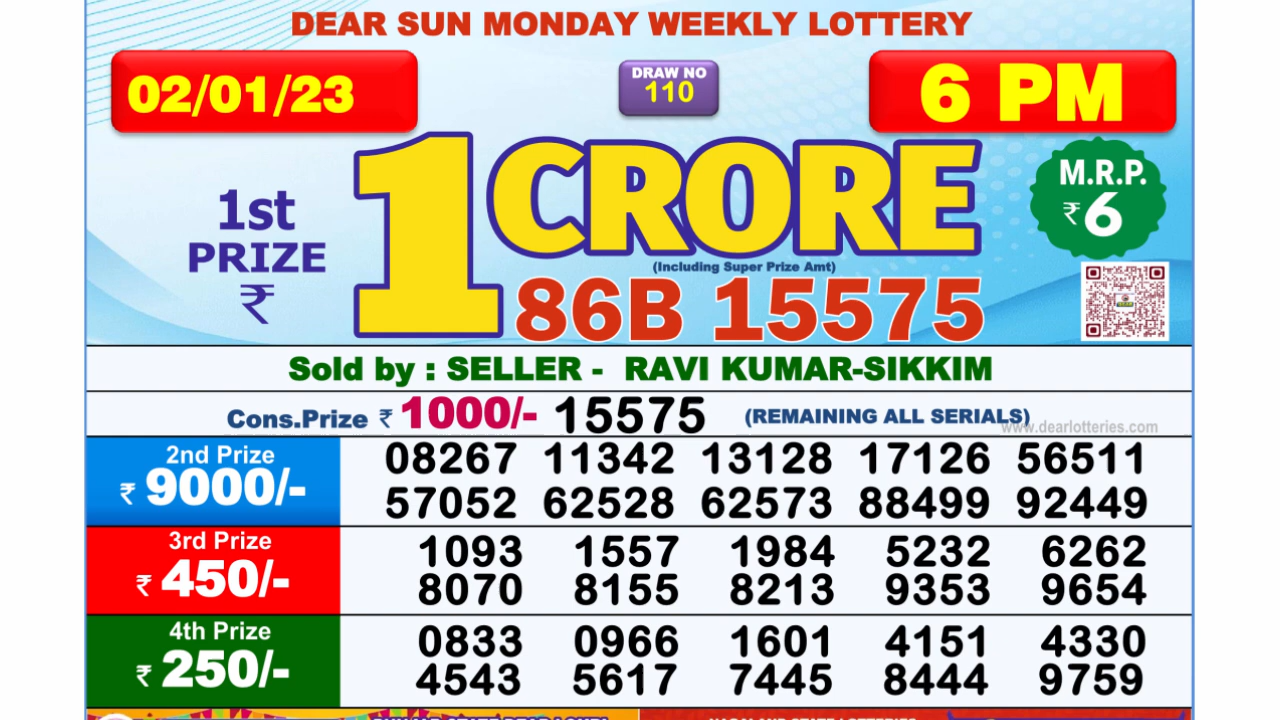 DEAR SUN MONDAY WEEKLY LOTTERY
02/01/23
DRAW NO
110
6 PM
1st
PRIZE
₹
1 CRORE
(Including Super Prize Amt)
M.R.P.
₹ 6
86B 15575
Sold by : SELLER - RAVI KUMAR-SIKKIM
Cons.Prize ₹ 1000/- 15575 (REMAINING ALL SERIALS)
www.dearlotteries.com
2nd Prize
₹ 9000/-
08267 11342 13128 17126 56511
57052 62528 62573 88499 92449
3rd Prize
₹ 450/-
1093 1557 1984 5232 6262
8070 8155 8213 9353 9654
4th Prize
₹ 250/-
0833 0966 1601 4151 4330
4543 5617 7445 8444 9759